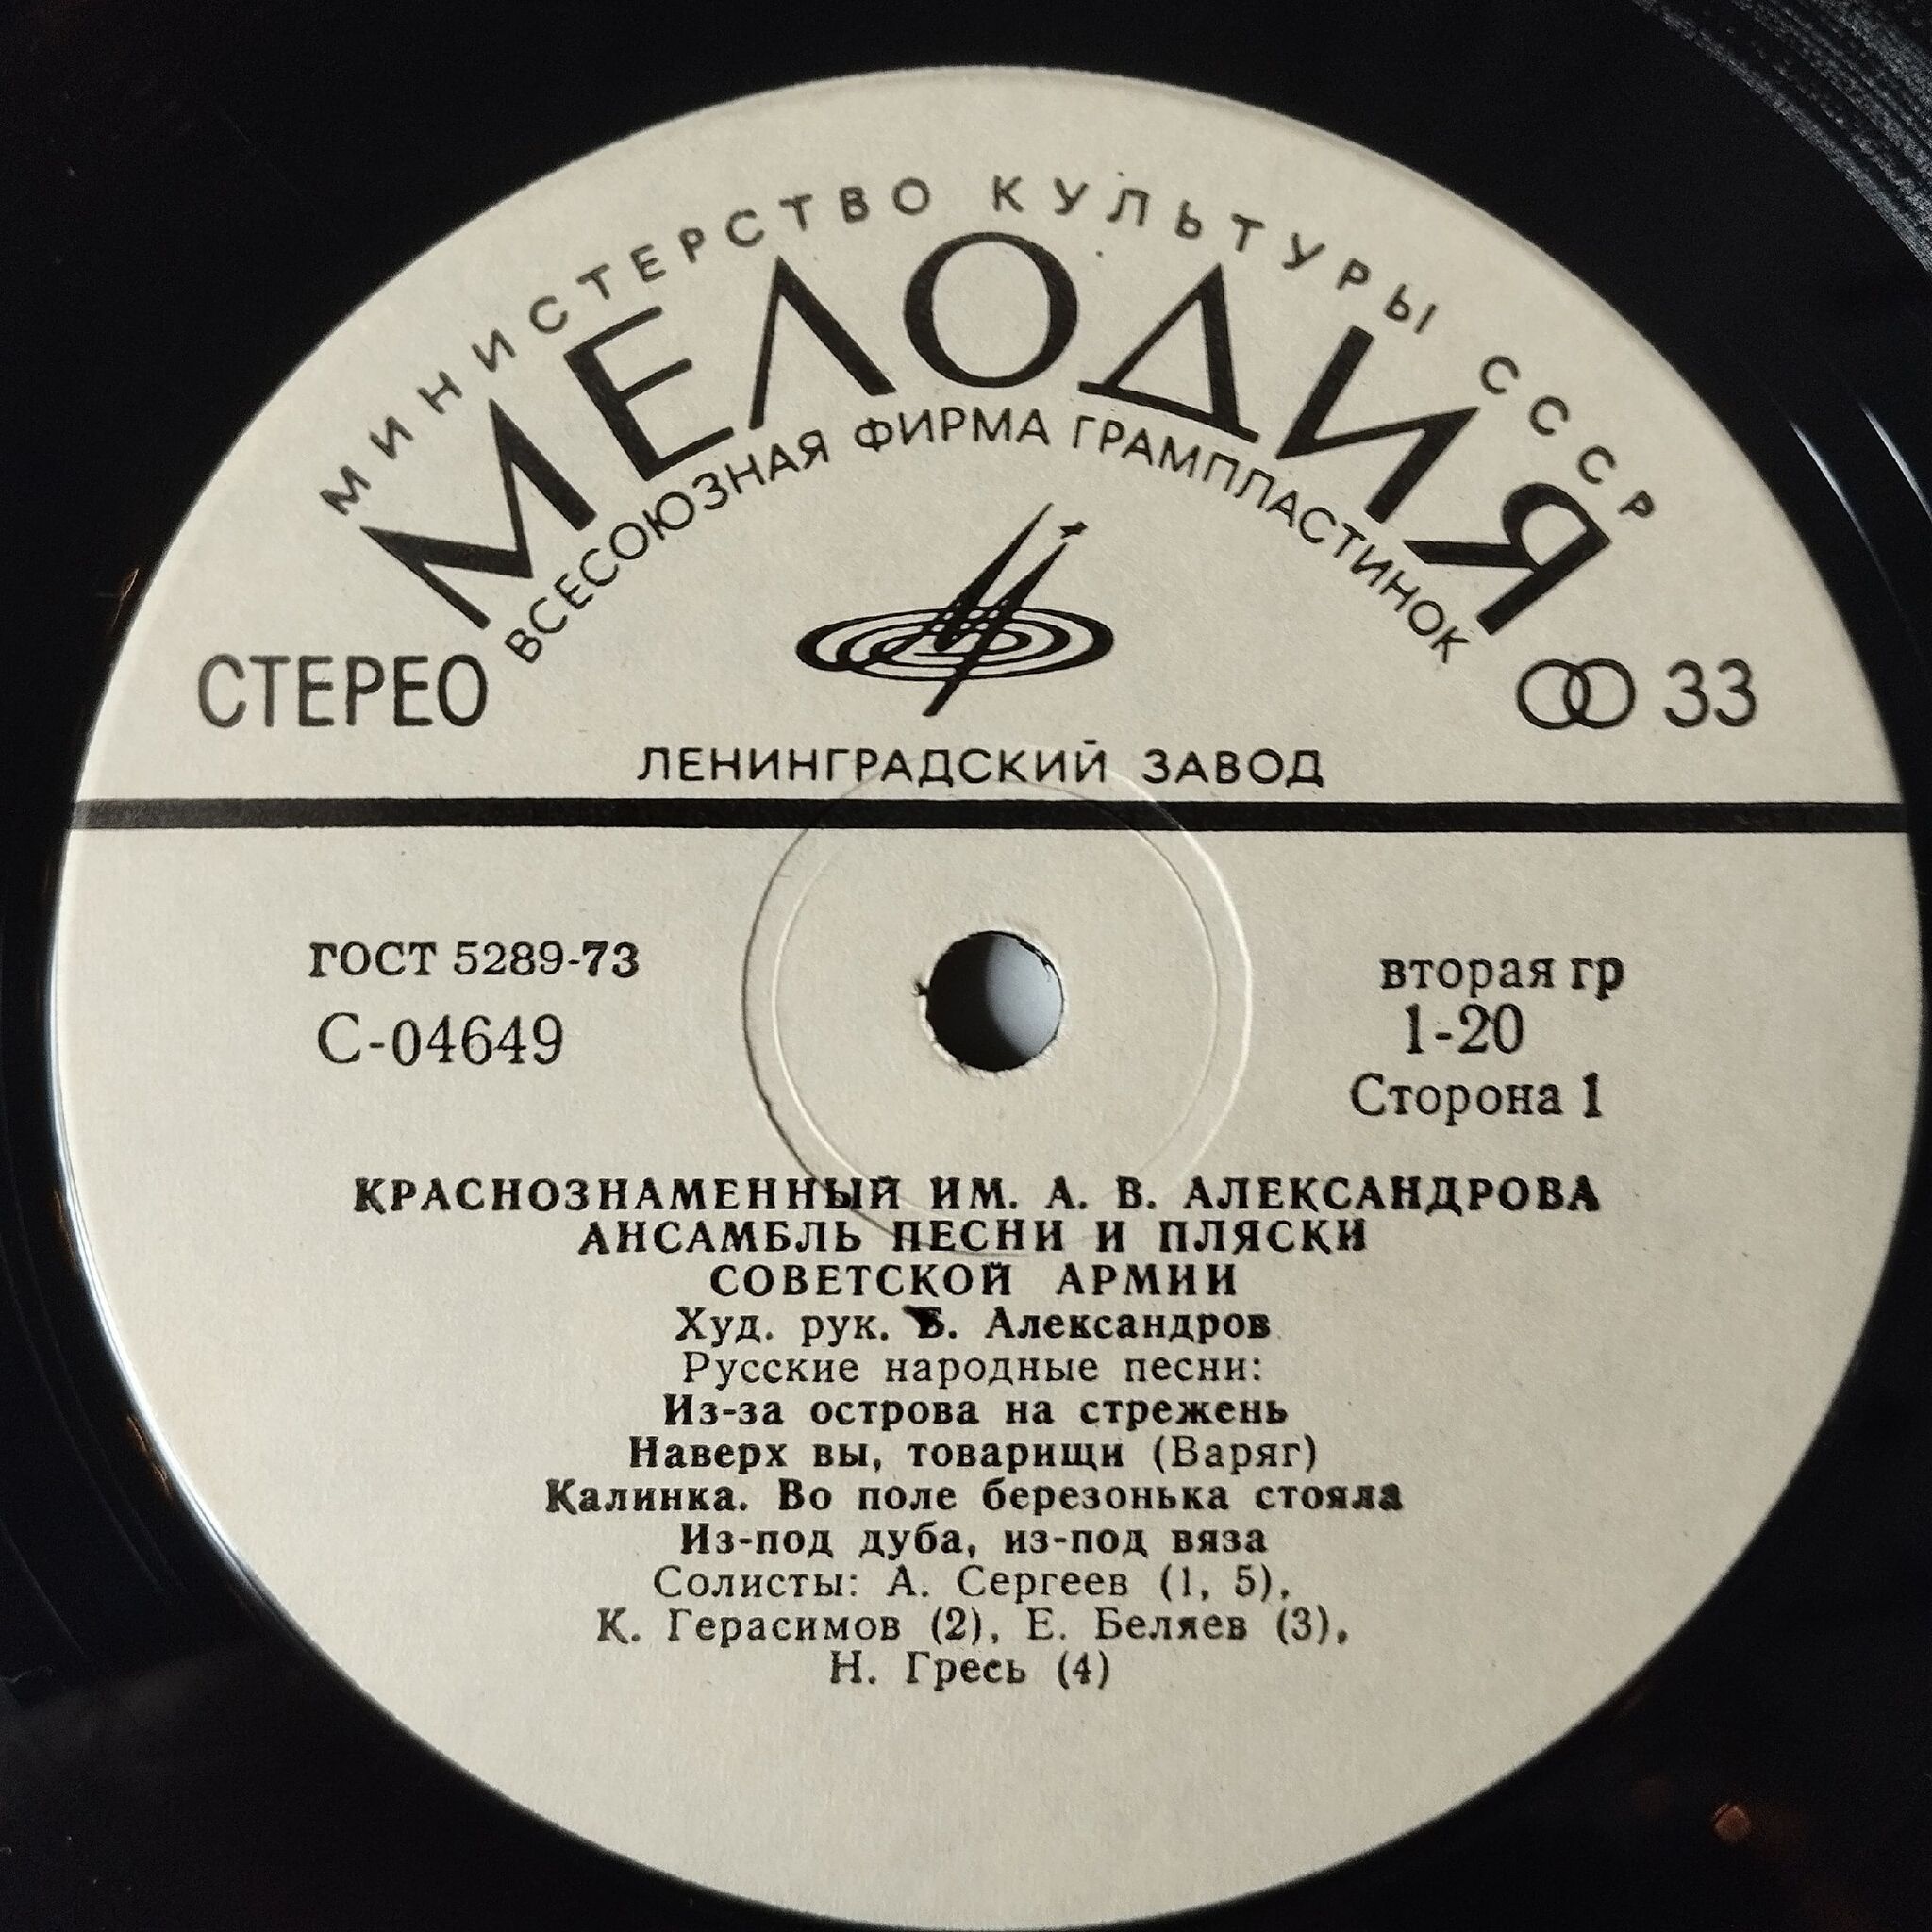 МИНИСТЕРСТВО КУЛЬТУРЫ СССР
МЕЛОДИЯ
ВСЕСОЮЗНАЯ ФИРМА ГРАМПЛАСТИНОК
СТЕРЕО
33
ЛЕНИНГРАДСКИЙ ЗАВОД
ГОСТ 5289-73
С-04649
вторая гр
1-20
Сторона 1
КРАСНОЗНАМЕННЫЙ ИМ. А. В. АЛЕКСАНДРОВА
АНСАМБЛЬ ПЕСНИ И ПЛЯСКИ
СОВЕТСКОЙ АРМИИ
Худ. рук. Б. Александров
Русские народные песни:
Из-за острова на стрежень
Наверх вы, товарищи (Варяг)
Калинка. Во поле березонька стояла
Из-под дуба, из-под вяза
Солисты: А. Сергеев (1, 5),
К. Герасимов (2), Е. Беляев (3),
Н. Гресь (4)